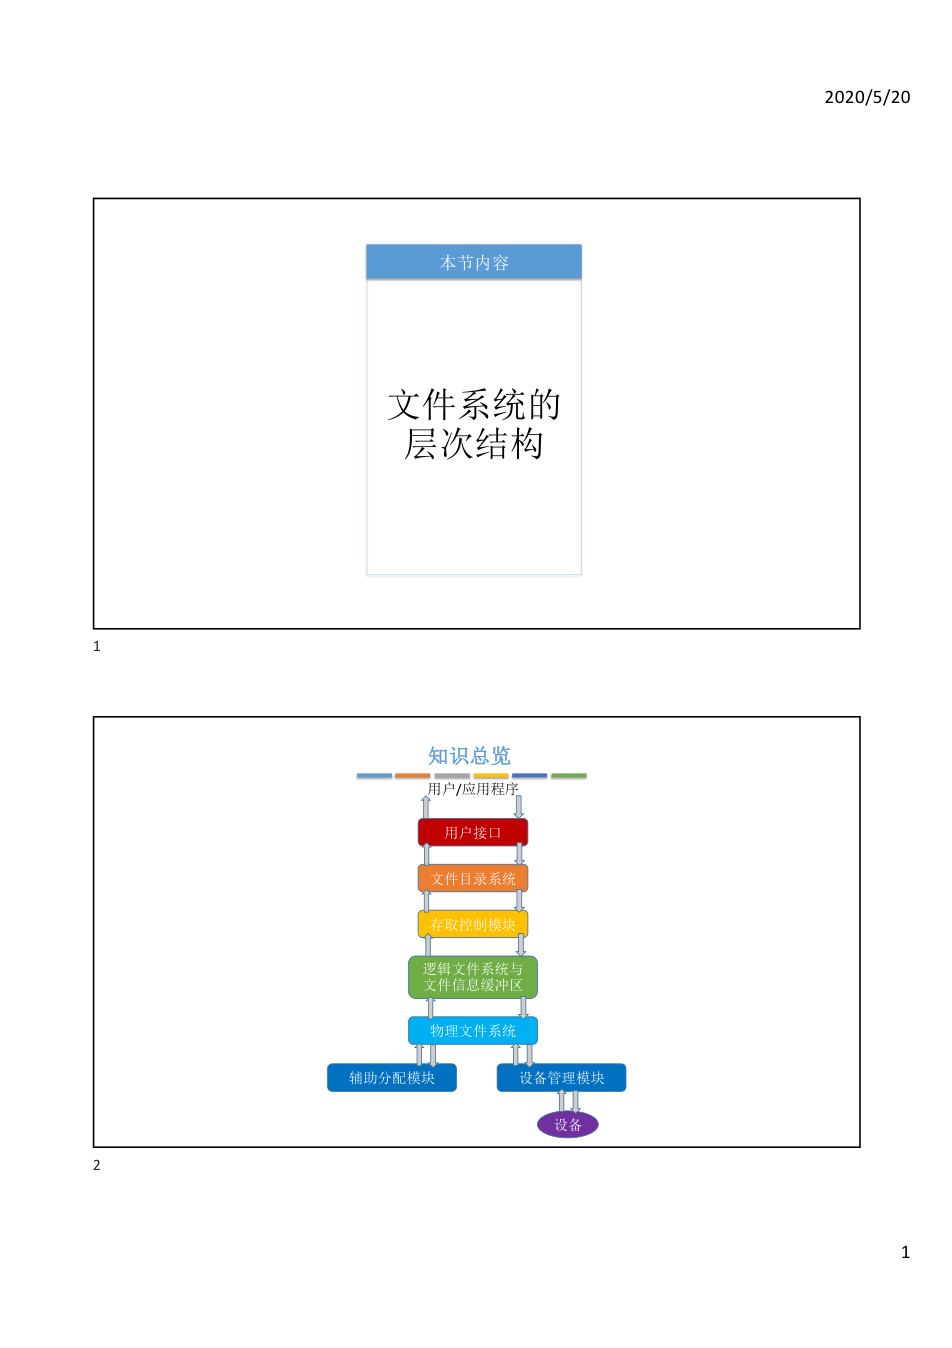 2020/5/20
本节内容
文件系统的
层次结构
1
知识总览
用户/应用程序
用户接口
文件目录系统
存取控制模块
逻辑文件系统与
文件信息缓冲区
物理文件系统
辅助分配模块
设备管理模块
设备
2
1